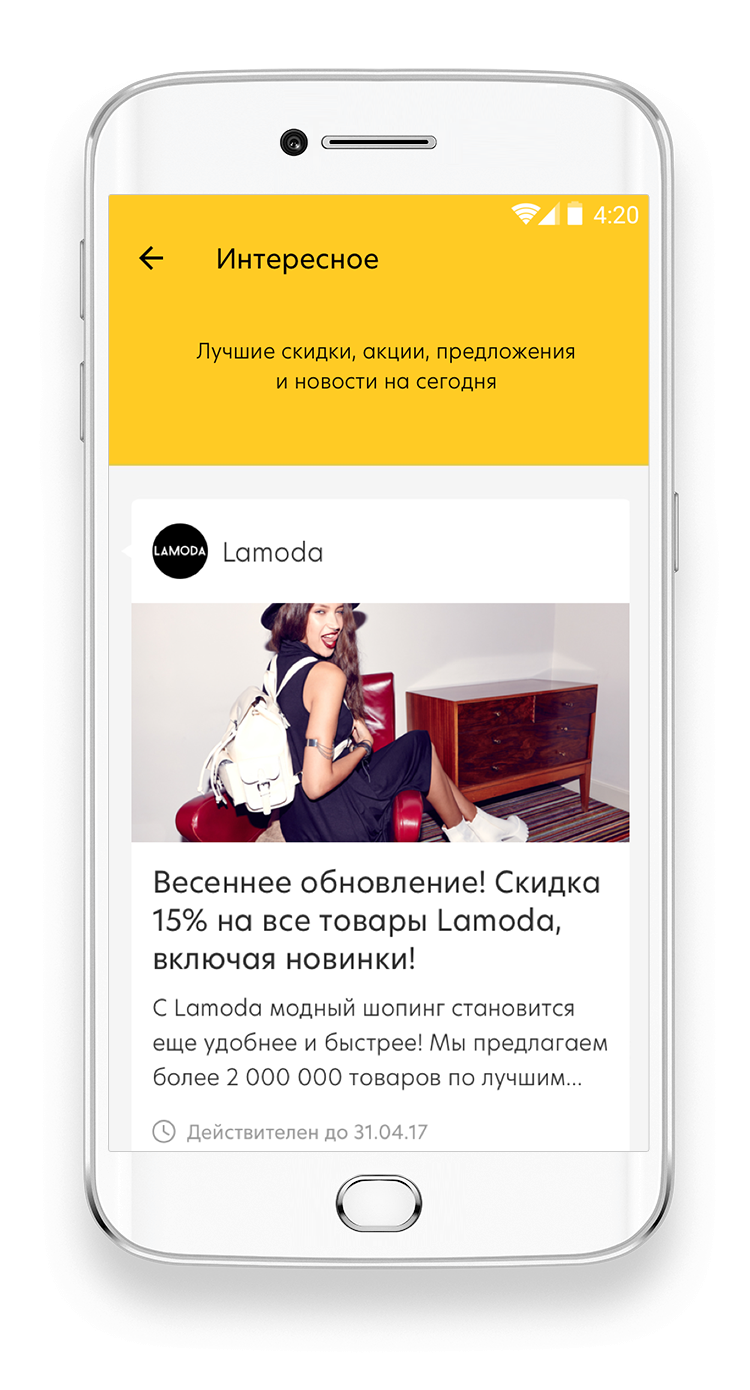 4:20
Интересное
Лучшие скидки, акции, предложения
и новости на сегодня
LAMODA
Lamoda
Весеннее обновление! Скидка
15% на все товары Lamoda,
включая новинки!
С Lamoda модный шопинг становится
еще удобнее и быстрее! Мы предлагаем
более 2 000 000 товаров по лучшим...
Действителен до 31.04.17